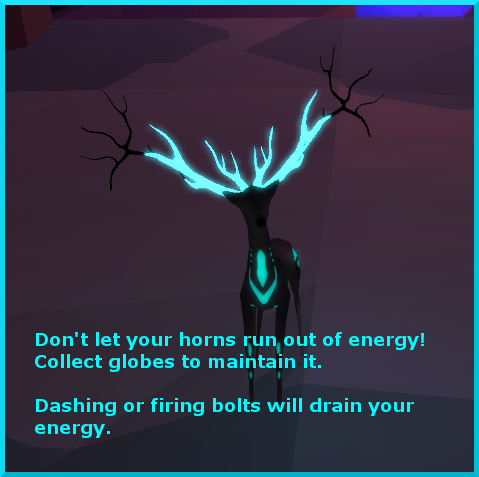 Don't let your horns run out of energy!
Collect globes to maintain it.
Dashing or firing bolts will drain your
energy.